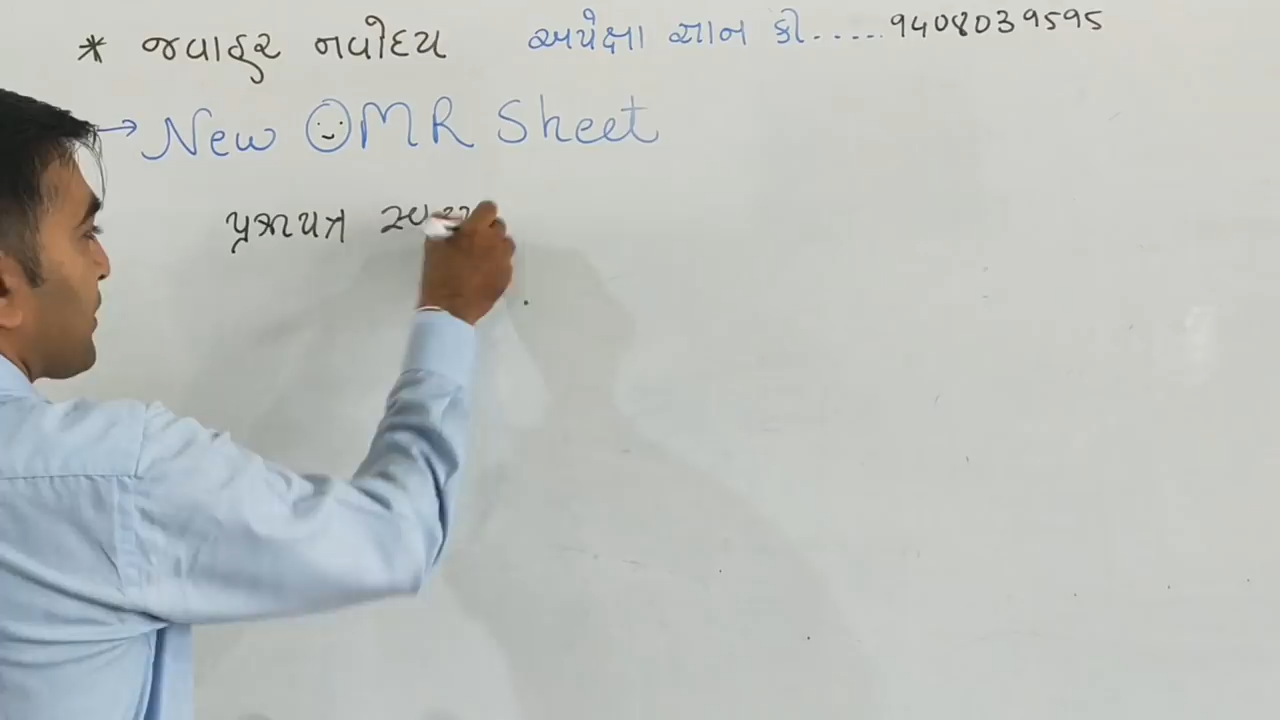 * જવાહર નવોદય અપેક્ષા જ્ઞાન કી..... 9408039595
→ New OMR Sheet
પ્રશ્નપત્ર